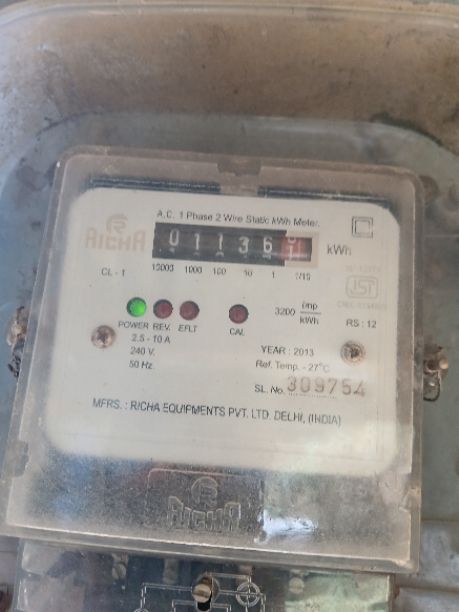 A.C. 1 Phase 2 Wire Static kWh Meter.
RICHA
01136
kWh
CL - 1
10000 1000 100 10 1 1/10
3200 imp/kWh
POWER REV. EFLT CAL
RS : 12
2.5 - 10 A
240 V.
50 Hz.
YEAR : 2013
Ref. Temp. - 27°C
SL. No. 309754
MFRS. : RICHA EQUIPMENTS PVT. LTD. DELHI, (INDIA)
RICHA